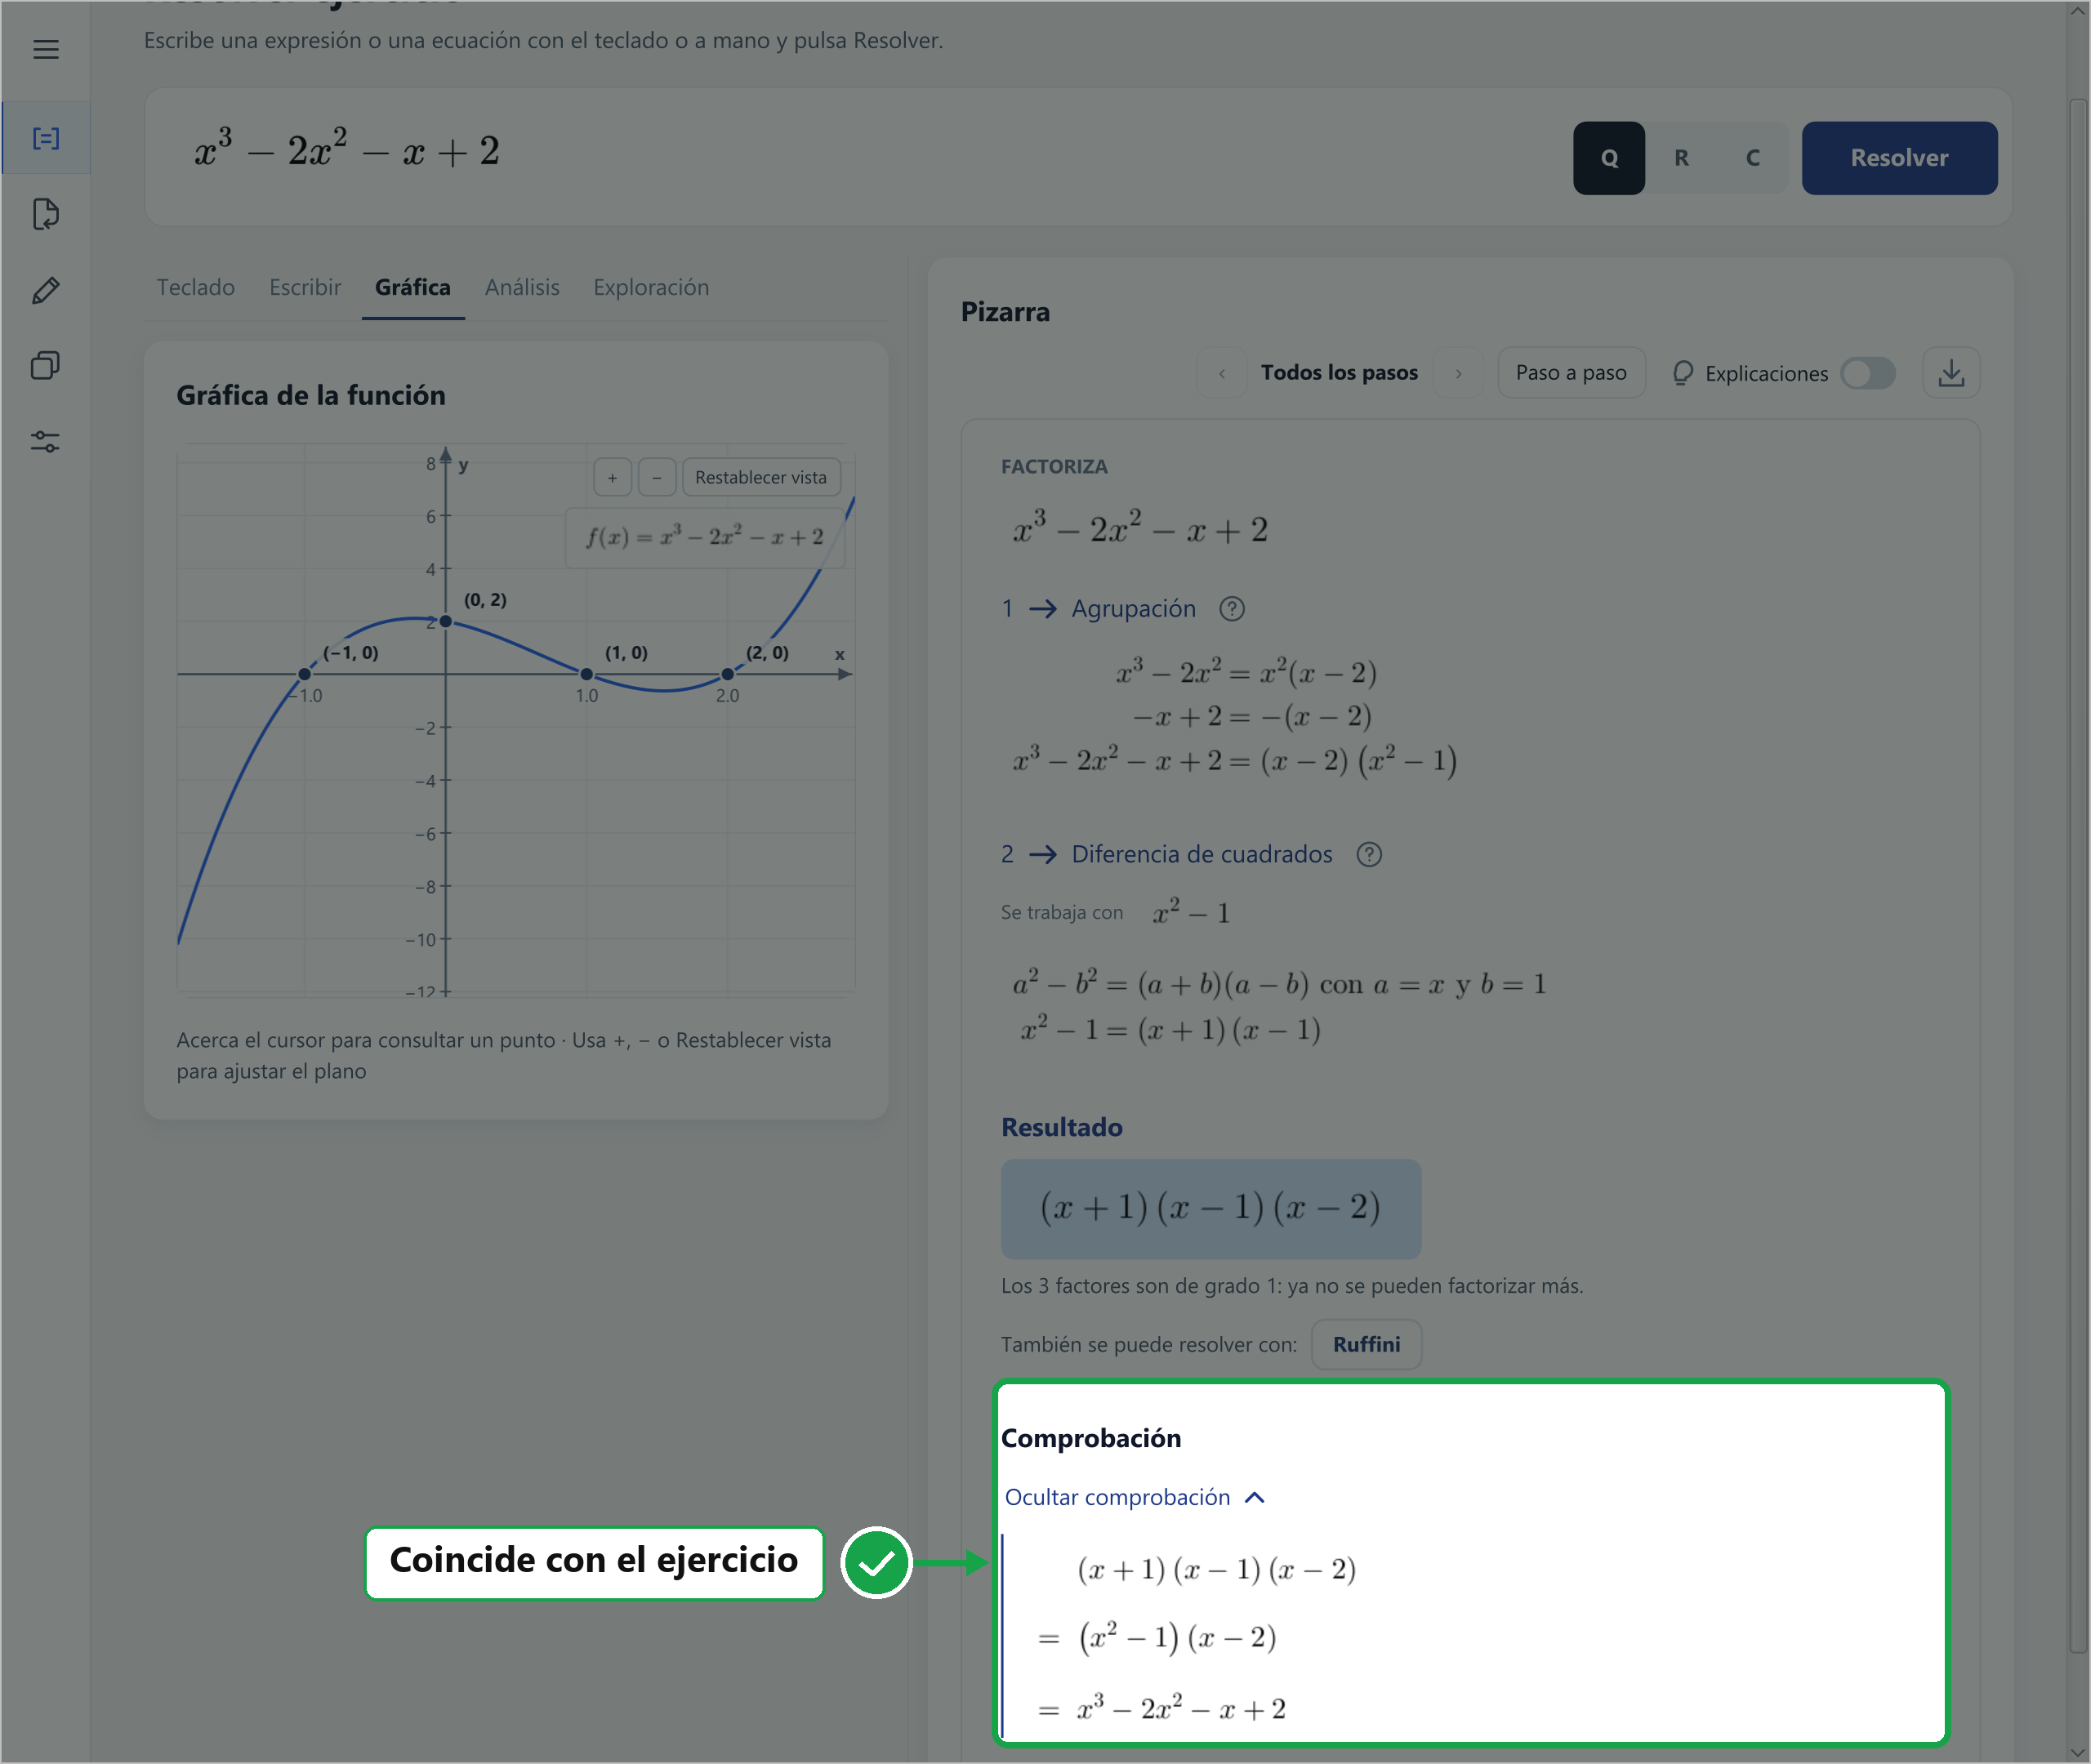 Escribe una expresión o una ecuación con el teclado o a mano y pulsa Resolver.
x³ − 2x² − x + 2
Q R C Resolver
Teclado Escribir Gráfica Análisis Exploración
Gráfica de la función
+ − Restablecer vista
f(x) = x³ − 2x² − x + 2
y
x
8
6
4
2
−2
−4
−6
−8
−10
−12
−1.0 1.0 2.0
(0, 2)
(−1, 0) (1, 0) (2, 0)
Acerca el cursor para consultar un punto · Usa +, − o Restablecer vista
para ajustar el plano
Pizarra
‹ Todos los pasos › Paso a paso Explicaciones
FACTORIZA
x³ − 2x² − x + 2
1 → Agrupación ?
x³ − 2x² = x²(x − 2)
−x + 2 = −(x − 2)
x³ − 2x² − x + 2 = (x − 2) (x² − 1)
2 → Diferencia de cuadrados ?
Se trabaja con x² − 1
a² − b² = (a + b)(a − b) con a = x y b = 1
x² − 1 = (x + 1) (x − 1)
Resultado
(x + 1) (x − 1) (x − 2)
Los 3 factores son de grado 1: ya no se pueden factorizar más.
También se puede resolver con: Ruffini
Comprobación
Ocultar comprobación
Coincide con el ejercicio
(x + 1) (x − 1) (x − 2)
= (x² − 1) (x − 2)
= x³ − 2x² − x + 2